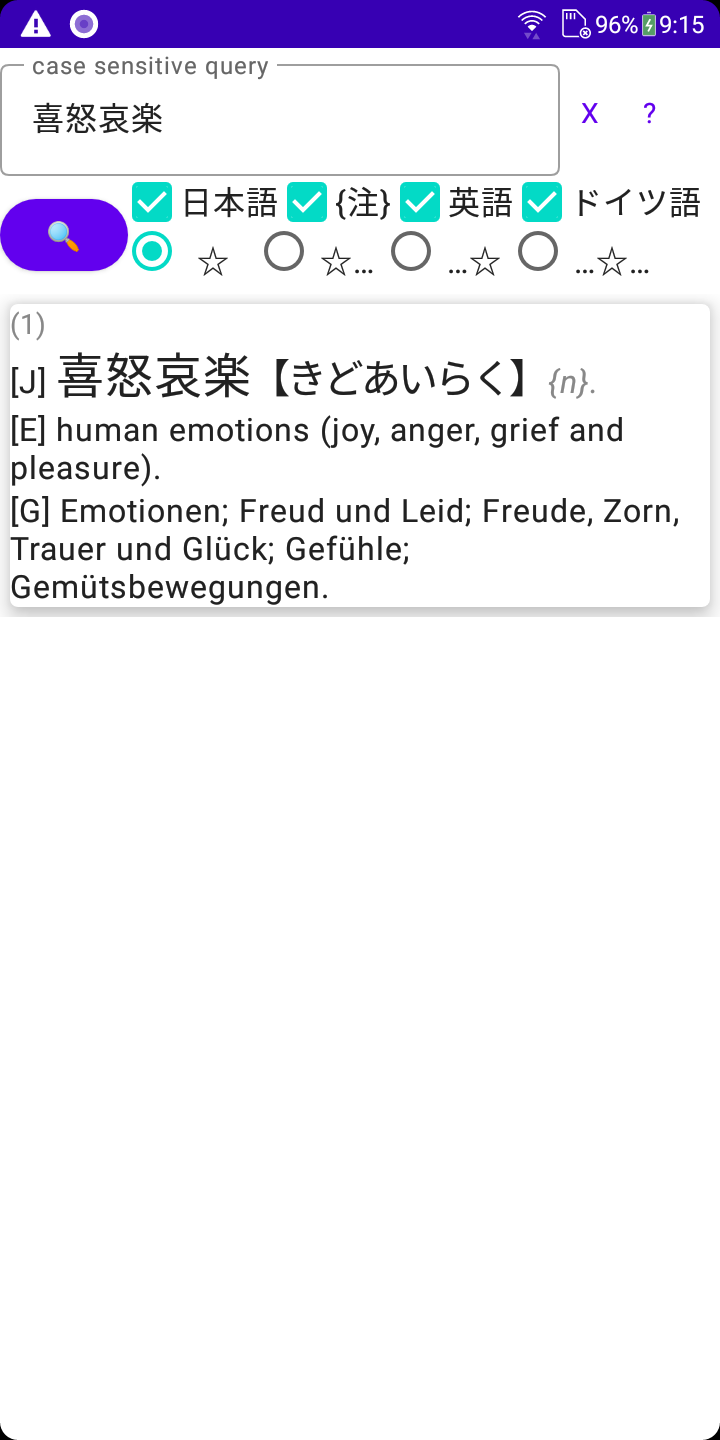 96% 9:15
case sensitive query
喜怒哀楽
X ?
日本語 {注} 英語 ドイツ語
☆ ☆... ...☆ ...☆...
(1)
[J] 喜怒哀楽【きどあいらく】{n}.
[E] human emotions (joy, anger, grief and
pleasure).
[G] Emotionen; Freud und Leid; Freude, Zorn,
Trauer und Glück; Gefühle;
Gemütsbewegungen.